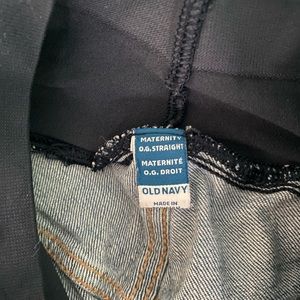 MATERNITY
O.G. STRAIGHT
MATERNITÉ
O.G. DROIT
OLD NAVY
MADE IN